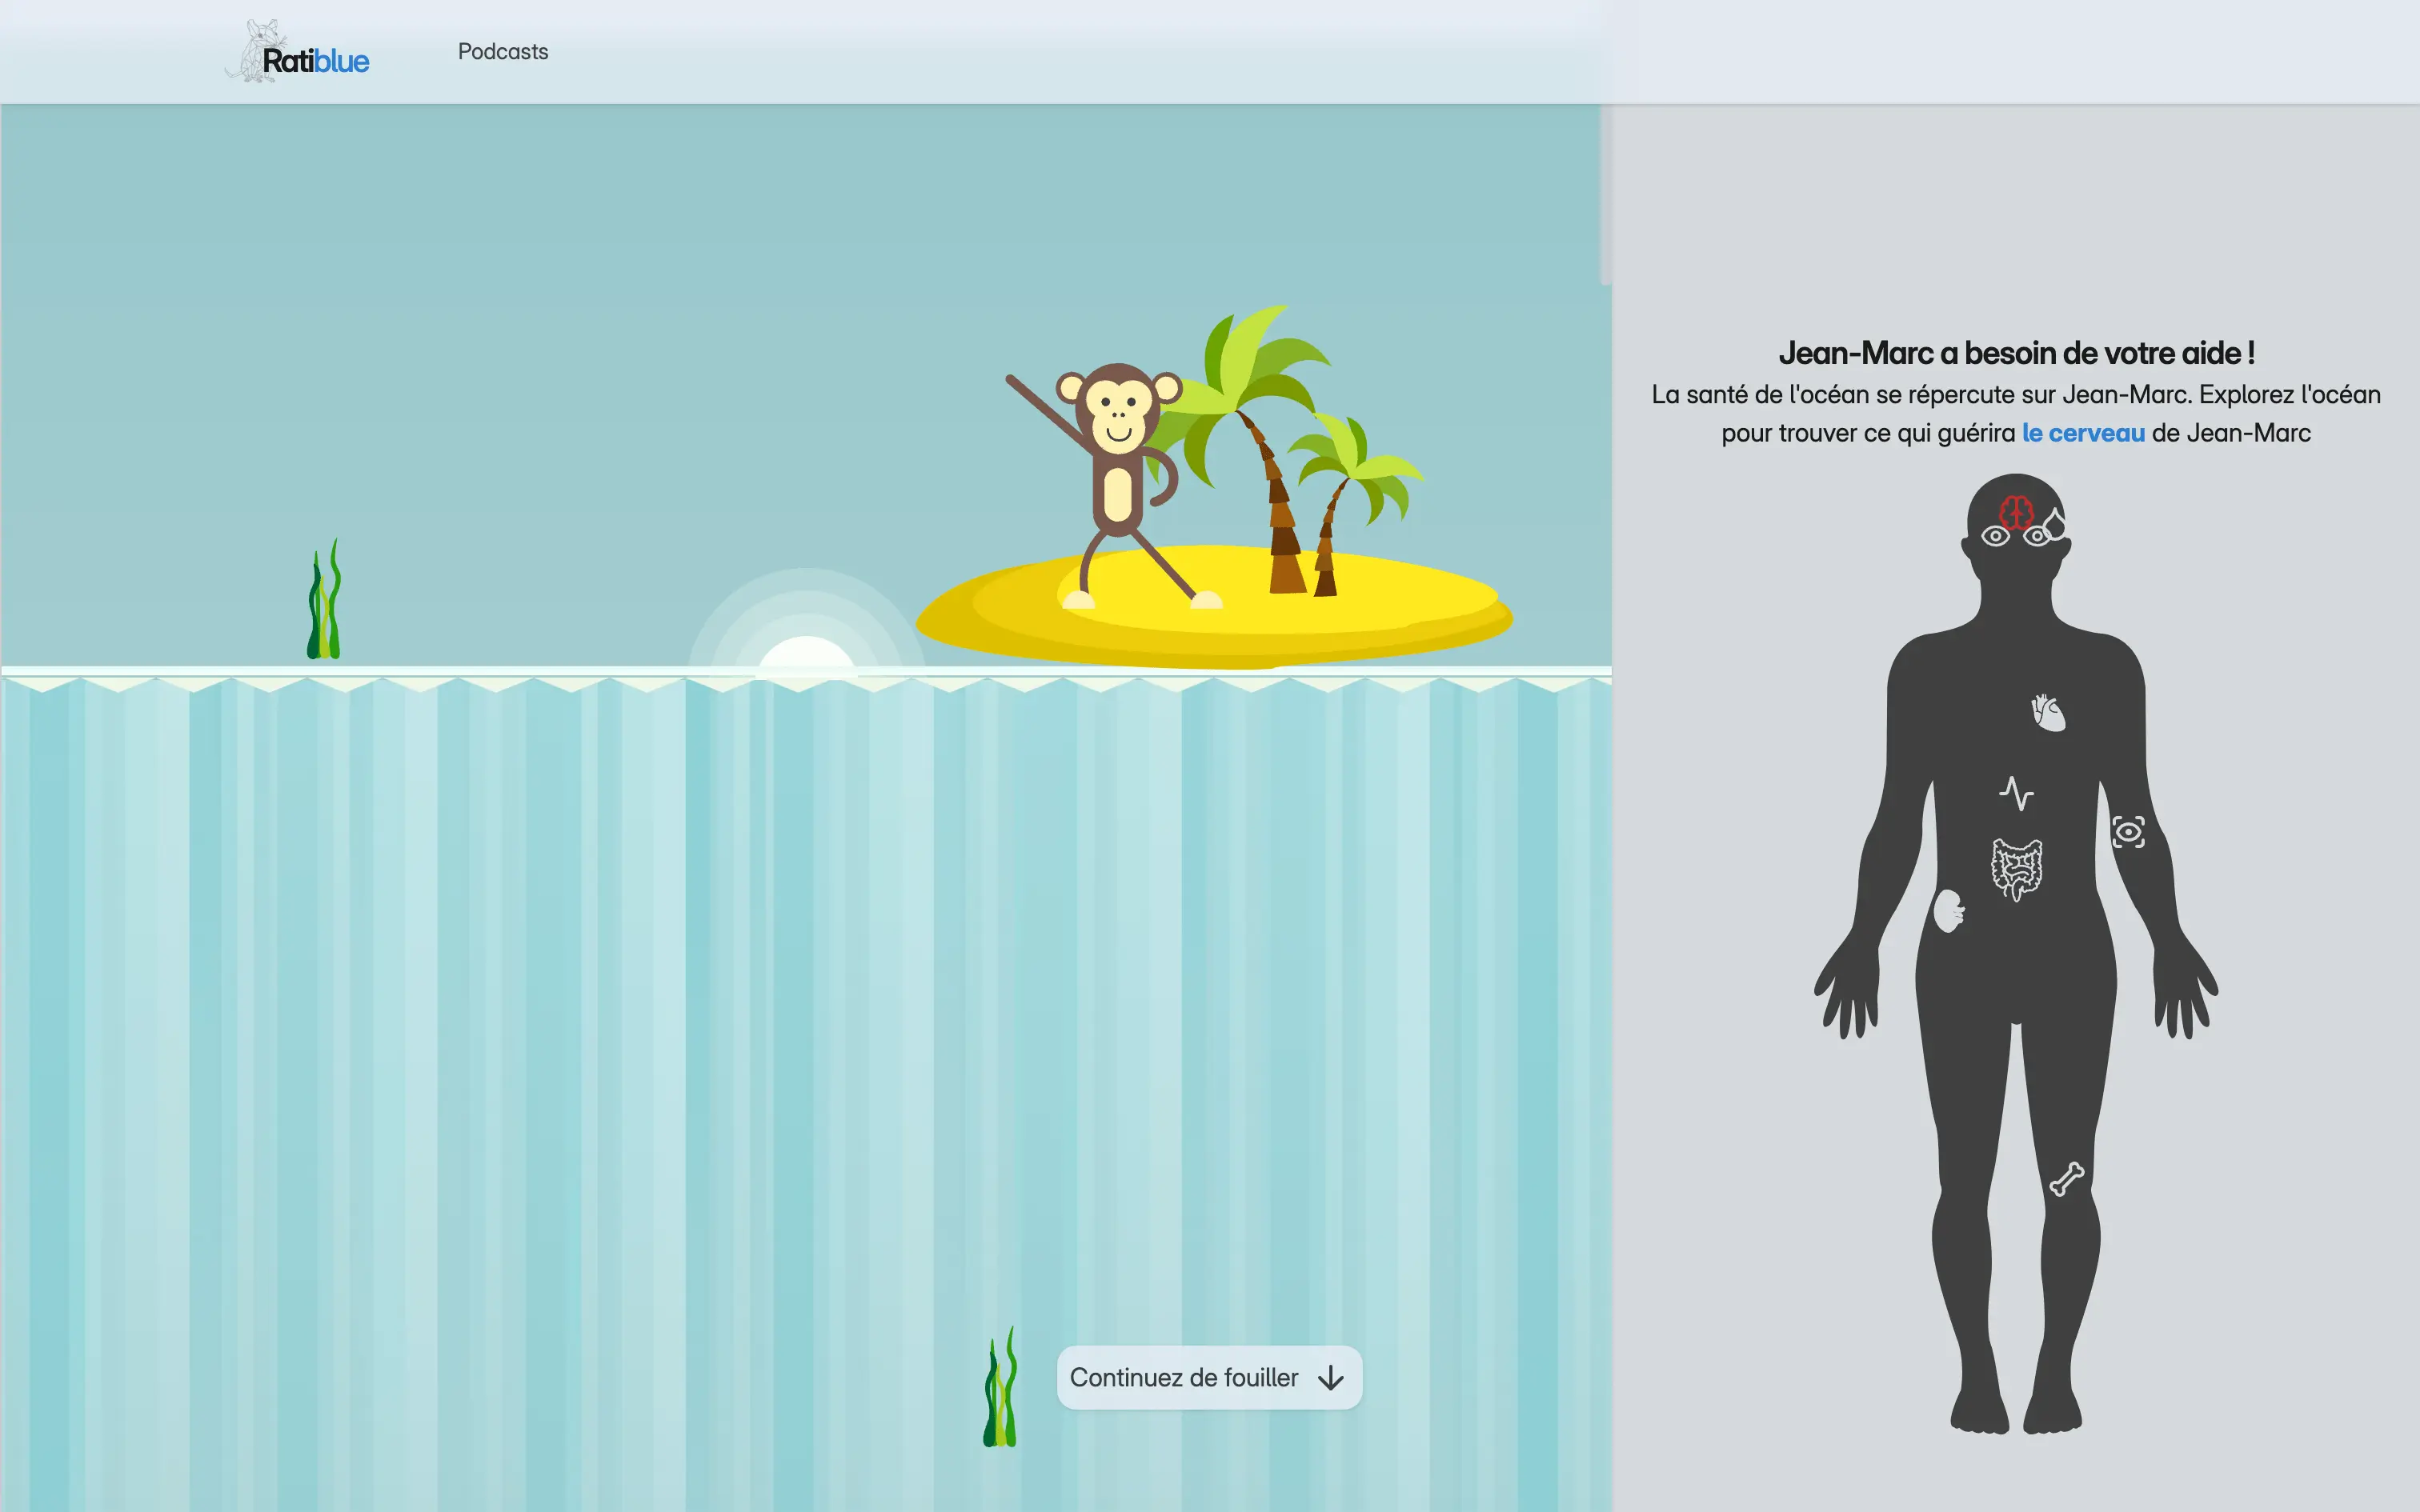 Ratiblue
Podcasts
Jean-Marc a besoin de votre aide !
La santé de l'océan se répercute sur Jean-Marc. Explorez l'océan
pour trouver ce qui guérira le cerveau de Jean-Marc
Continuez de fouiller